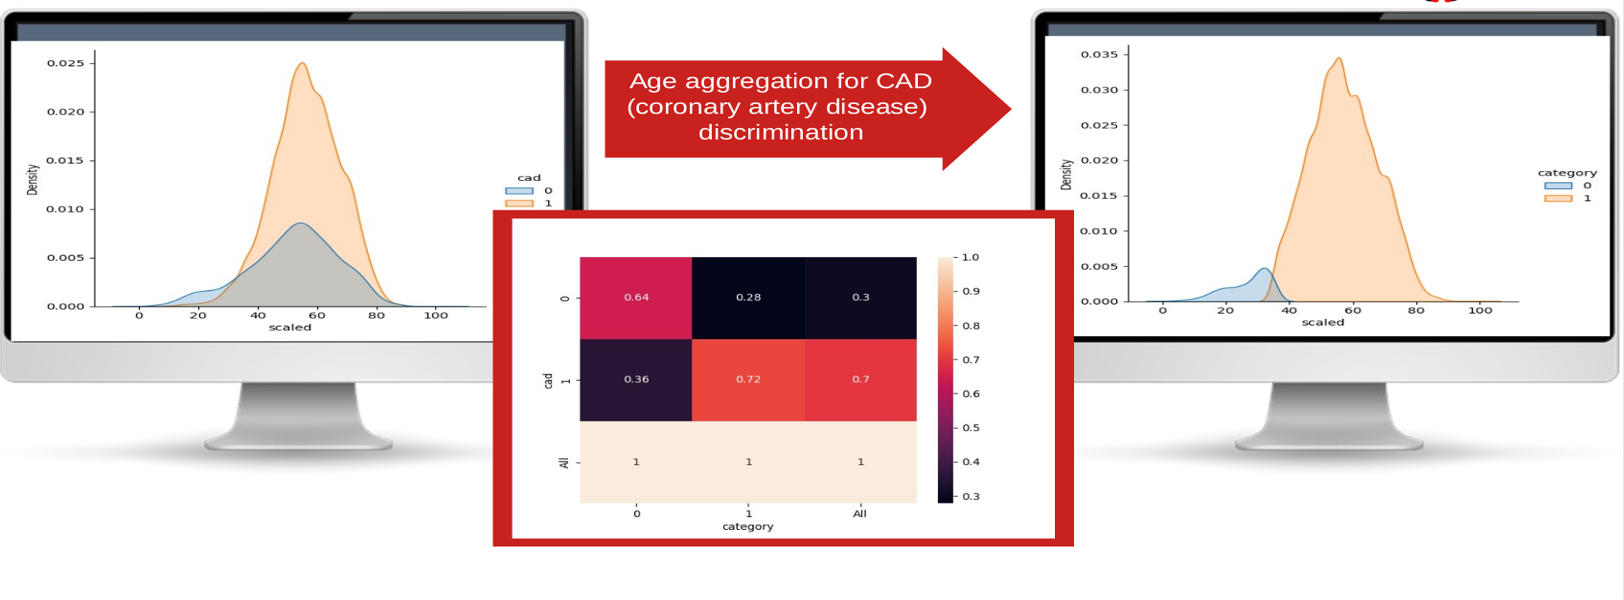 0.025
0.020
0.015
0.010
0.005
0.000
Density
0 20 40 60 80 100
scaled
cad
0
1
Age aggregation for CAD
(coronary artery disease)
discrimination
0.035
0.030
0.025
0.020
0.015
0.010
0.005
0.000
Density
0 20 40 60 80 100
scaled
category
0
1
0 0.64 0.28 0.3
1 0.36 0.72 0.7
All 1 1 1
cad
0 1 All
category
1.0
0.9
0.8
0.7
0.6
0.5
0.4
0.3